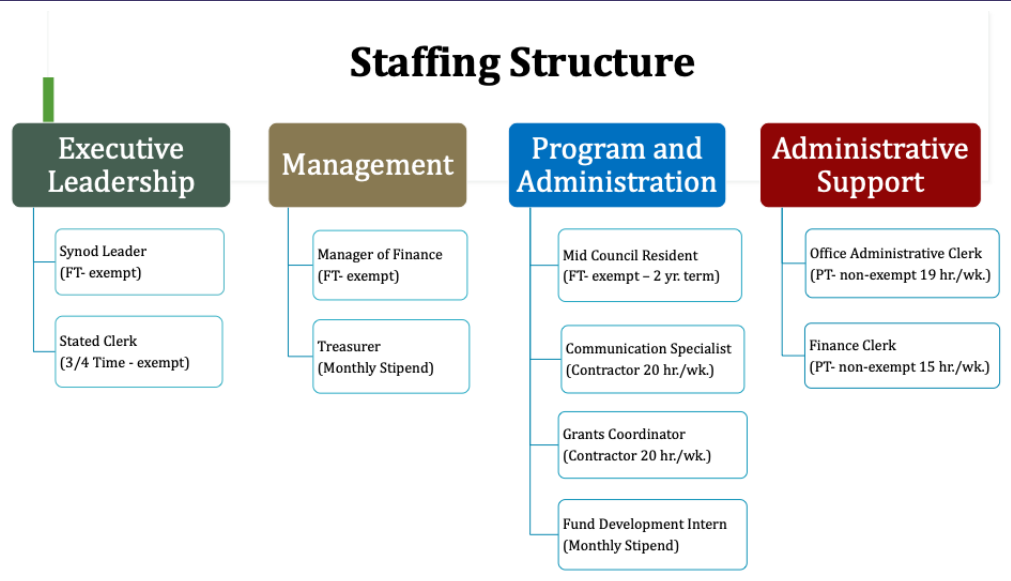 Staffing Structure
Executive
Leadership
Synod Leader
(FT- exempt)
Stated Clerk
(3/4 Time - exempt)
Management
Manager of Finance
(FT- exempt)
Treasurer
(Monthly Stipend)
Program and
Administration
Mid Council Resident
(FT- exempt – 2 yr. term)
Communication Specialist
(Contractor 20 hr./wk.)
Grants Coordinator
(Contractor 20 hr./wk.)
Fund Development Intern
(Monthly Stipend)
Administrative
Support
Office Administrative Clerk
(PT- non-exempt 19 hr./wk.)
Finance Clerk
(PT- non-exempt 15 hr./wk.)